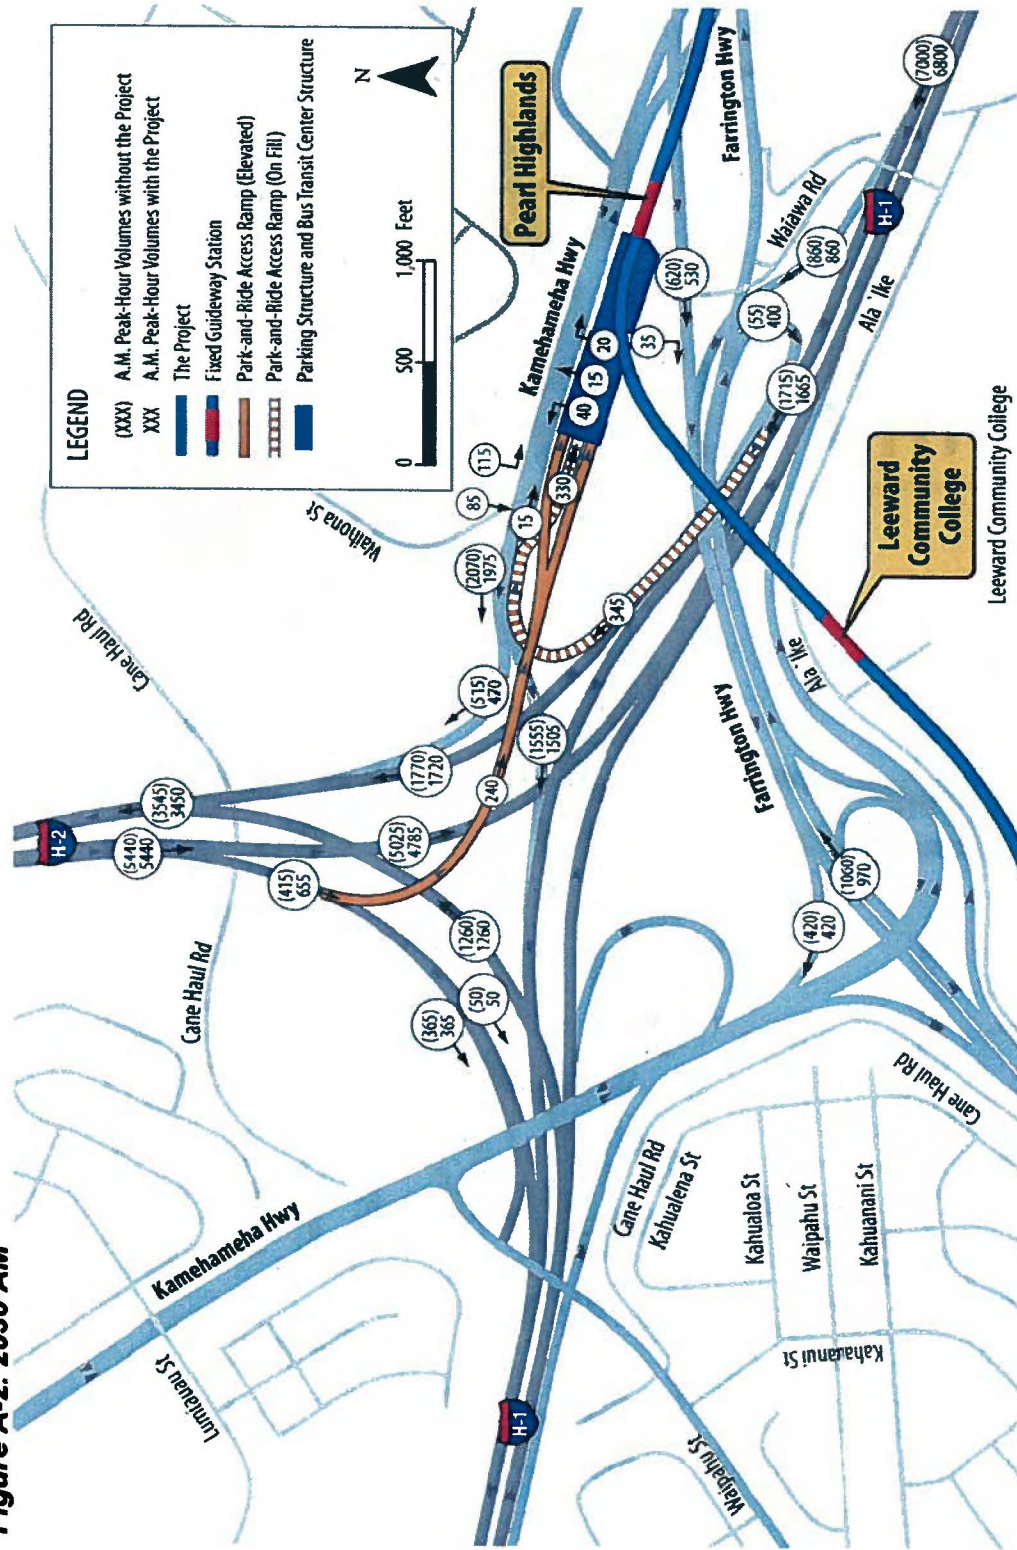 Figure A-2: 2030 AM
LEGEND
(XXX) A.M. Peak-Hour Volumes without the Project
XXX A.M. Peak-Hour Volumes with the Project
The Project
Fixed Guideway Station
Park-and-Ride Access Ramp (Elevated)
Park-and-Ride Access Ramp (On Fill)
Parking Structure and Bus Transit Center Structure
0 500 1,000 Feet
N
Kamehameha Hwy
Lumiauau St
Cane Haul Rd
Cane Haul Rd
H-2
(5440)
5440
(3545)
3450
(415)
655
(5025)
4785
(1770)
1720
(515)
470
(2070)
1975
85
115
Waihona St
Kamehameha Hwy
Pearl Highlands
(365)
365
(50)
50
(1260)
1260
240
(1555)
1505
15
330
345
40
15
20
35
(620)
530
Farrington Hwy
Waiawa Rd
(55)
400
(860)
860
(1715)
1665
H-1
(7000)
6800
Ala `Ike
H-1
Farrington Hwy
Ala `Ike
(420)
420
(1060)
970
Leeward
Community
College
Leeward Community College
Waipahu St
Cane Haul Rd
Kahualena St
Kahualoa St
Waipahu St
Kahuanani St
Kahauanui St
Cane Haul Rd